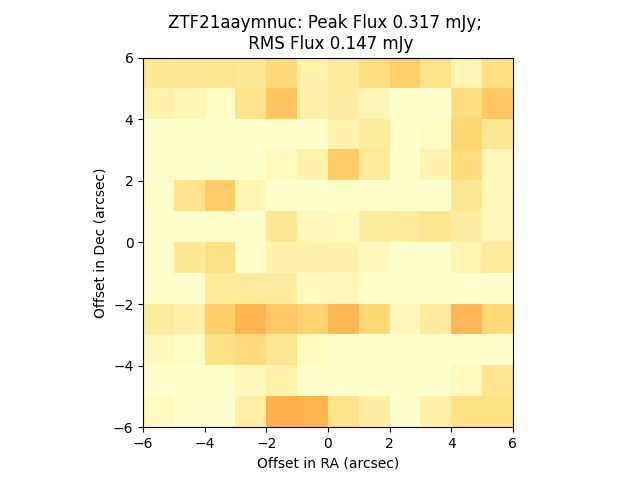 ZTF21aaymnuc: Peak Flux 0.317 mJy;
RMS Flux 0.147 mJy
6
4
2
0
−2
−4
−6
Offset in Dec (arcsec)
−6 −4 −2 0 2 4 6
Offset in RA (arcsec)